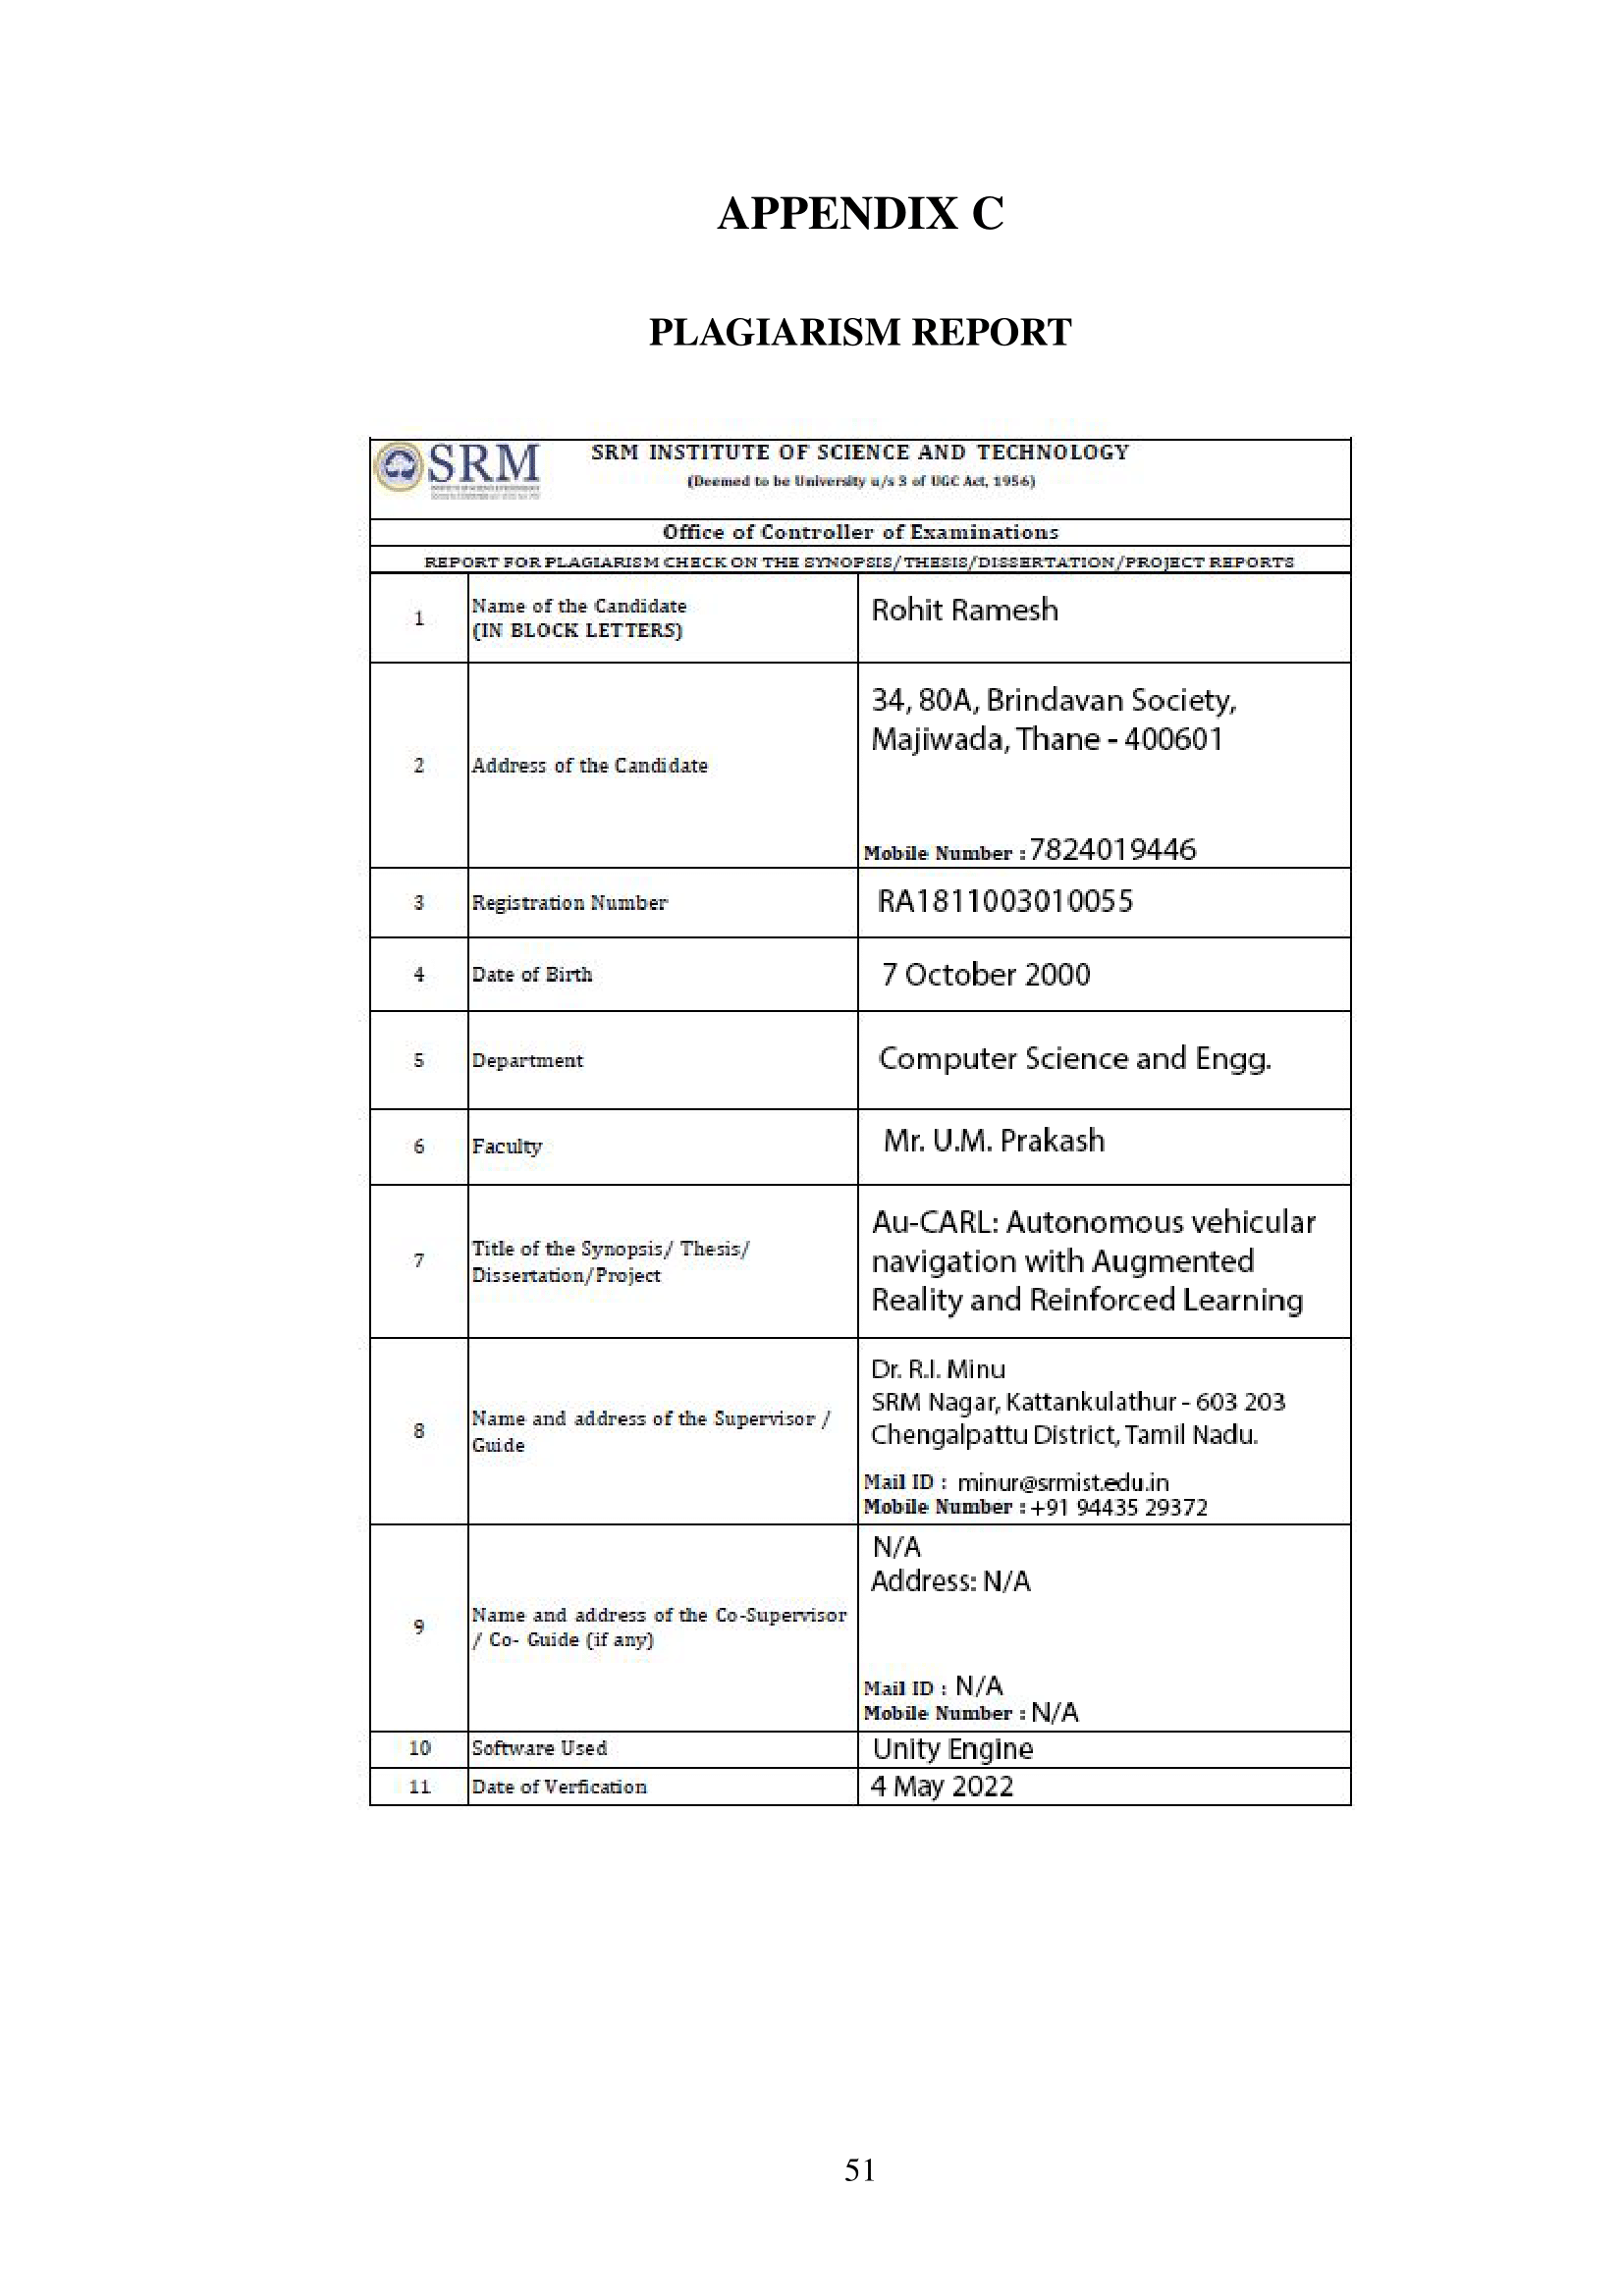 APPENDIX C
PLAGIARISM REPORT
SRM
SRM INSTITUTE OF SCIENCE AND TECHNOLOGY
(Deemed to be University u/s 3 of UGC Act, 1956)
Office of Controller of Examinations
REPORT FOR PLAGIARISM CHECK ON THE SYNOPSIS/THESIS/DISSERTATION/PROJECT REPORTS
1
Name of the Candidate
(IN BLOCK LETTERS)
Rohit Ramesh
2
Address of the Candidate
34, 80A, Brindavan Society,
Majiwada, Thane - 400601
Mobile Number : 7824019446
3
Registration Number
RA1811003010055
4
Date of Birth
7 October 2000
5
Department
Computer Science and Engg.
6
Faculty
Mr. U.M. Prakash
7
Title of the Synopsis/ Thesis/
Dissertation/Project
Au-CARL: Autonomous vehicular
navigation with Augmented
Reality and Reinforced Learning
8
Name and address of the Supervisor /
Guide
Dr. R.I. Minu
SRM Nagar, Kattankulathur - 603 203
Chengalpattu District, Tamil Nadu.
Mail ID : minur@srmist.edu.in
Mobile Number : +91 94435 29372
9
Name and address of the Co-Supervisor
/ Co- Guide (if any)
N/A
Address: N/A
Mail ID : N/A
Mobile Number : N/A
10
Software Used
Unity Engine
11
Date of Verfication
4 May 2022
51